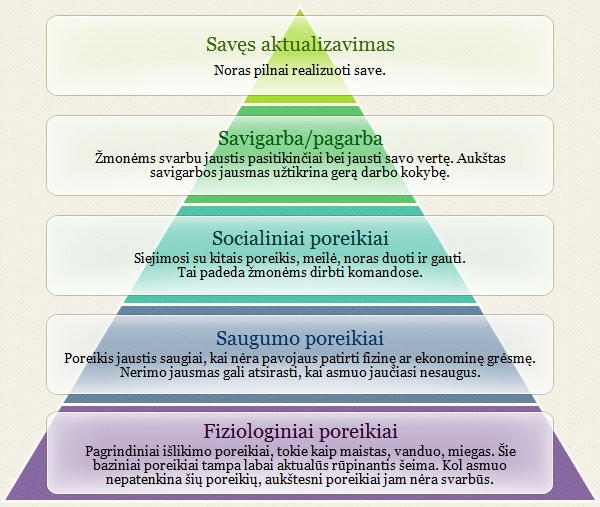 Savęs aktualizavimas
Noras pilnai realizuoti save.
Savigarba/pagarba
Žmonėms svarbu jaustis pasitikinčiai bei jausti savo vertę. Aukštas
savigarbos jausmas užtikrina gerą darbo kokybę.
Socialiniai poreikiai
Siejimosi su kitais poreikis, meilė, noras duoti ir gauti.
Tai padeda žmonėms dirbti komandose.
Saugumo poreikiai
Poreikis jaustis saugiai, kai nėra pavojaus patirti fizinę ar ekonominę grėsmę.
Nerimo jausmas gali atsirasti, kai asmuo jaučiasi nesaugus.
Fiziologiniai poreikiai
Pagrindiniai išlikimo poreikiai, tokie kaip maistas, vanduo, miegas. Šie
baziniai poreikiai tampa labai aktualūs rūpinantis šeima. Kol asmuo
nepatenkina šių poreikių, aukštesni poreikiai jam nėra svarbūs.